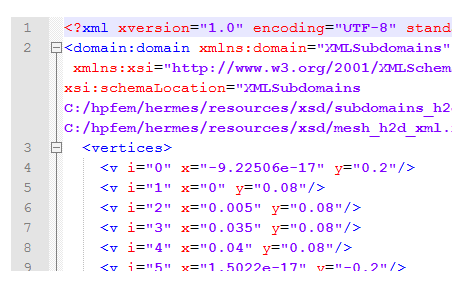 1 <?xml xversion="1.0" encoding="UTF-8" stand
2 <domain:domain xmlns:domain="XMLSubdomains"
xmlns:xsi="http://www.w3.org/2001/XMLSchem
xsi:schemaLocation="XMLSubdomains
C:/hpfem/hermes/resources/xsd/subdomains_h2
C:/hpfem/hermes/resources/xsd/mesh_h2d_xml.
3 <vertices>
4 <v i="0" x="-9.22506e-17" y="0.2"/>
5 <v i="1" x="0" y="0.08"/>
6 <v i="2" x="0.005" y="0.08"/>
7 <v i="3" x="0.035" y="0.08"/>
8 <v i="4" x="0.04" y="0.08"/>
9 <v i="5" x="1.5022e-17" y="-0.2"/>